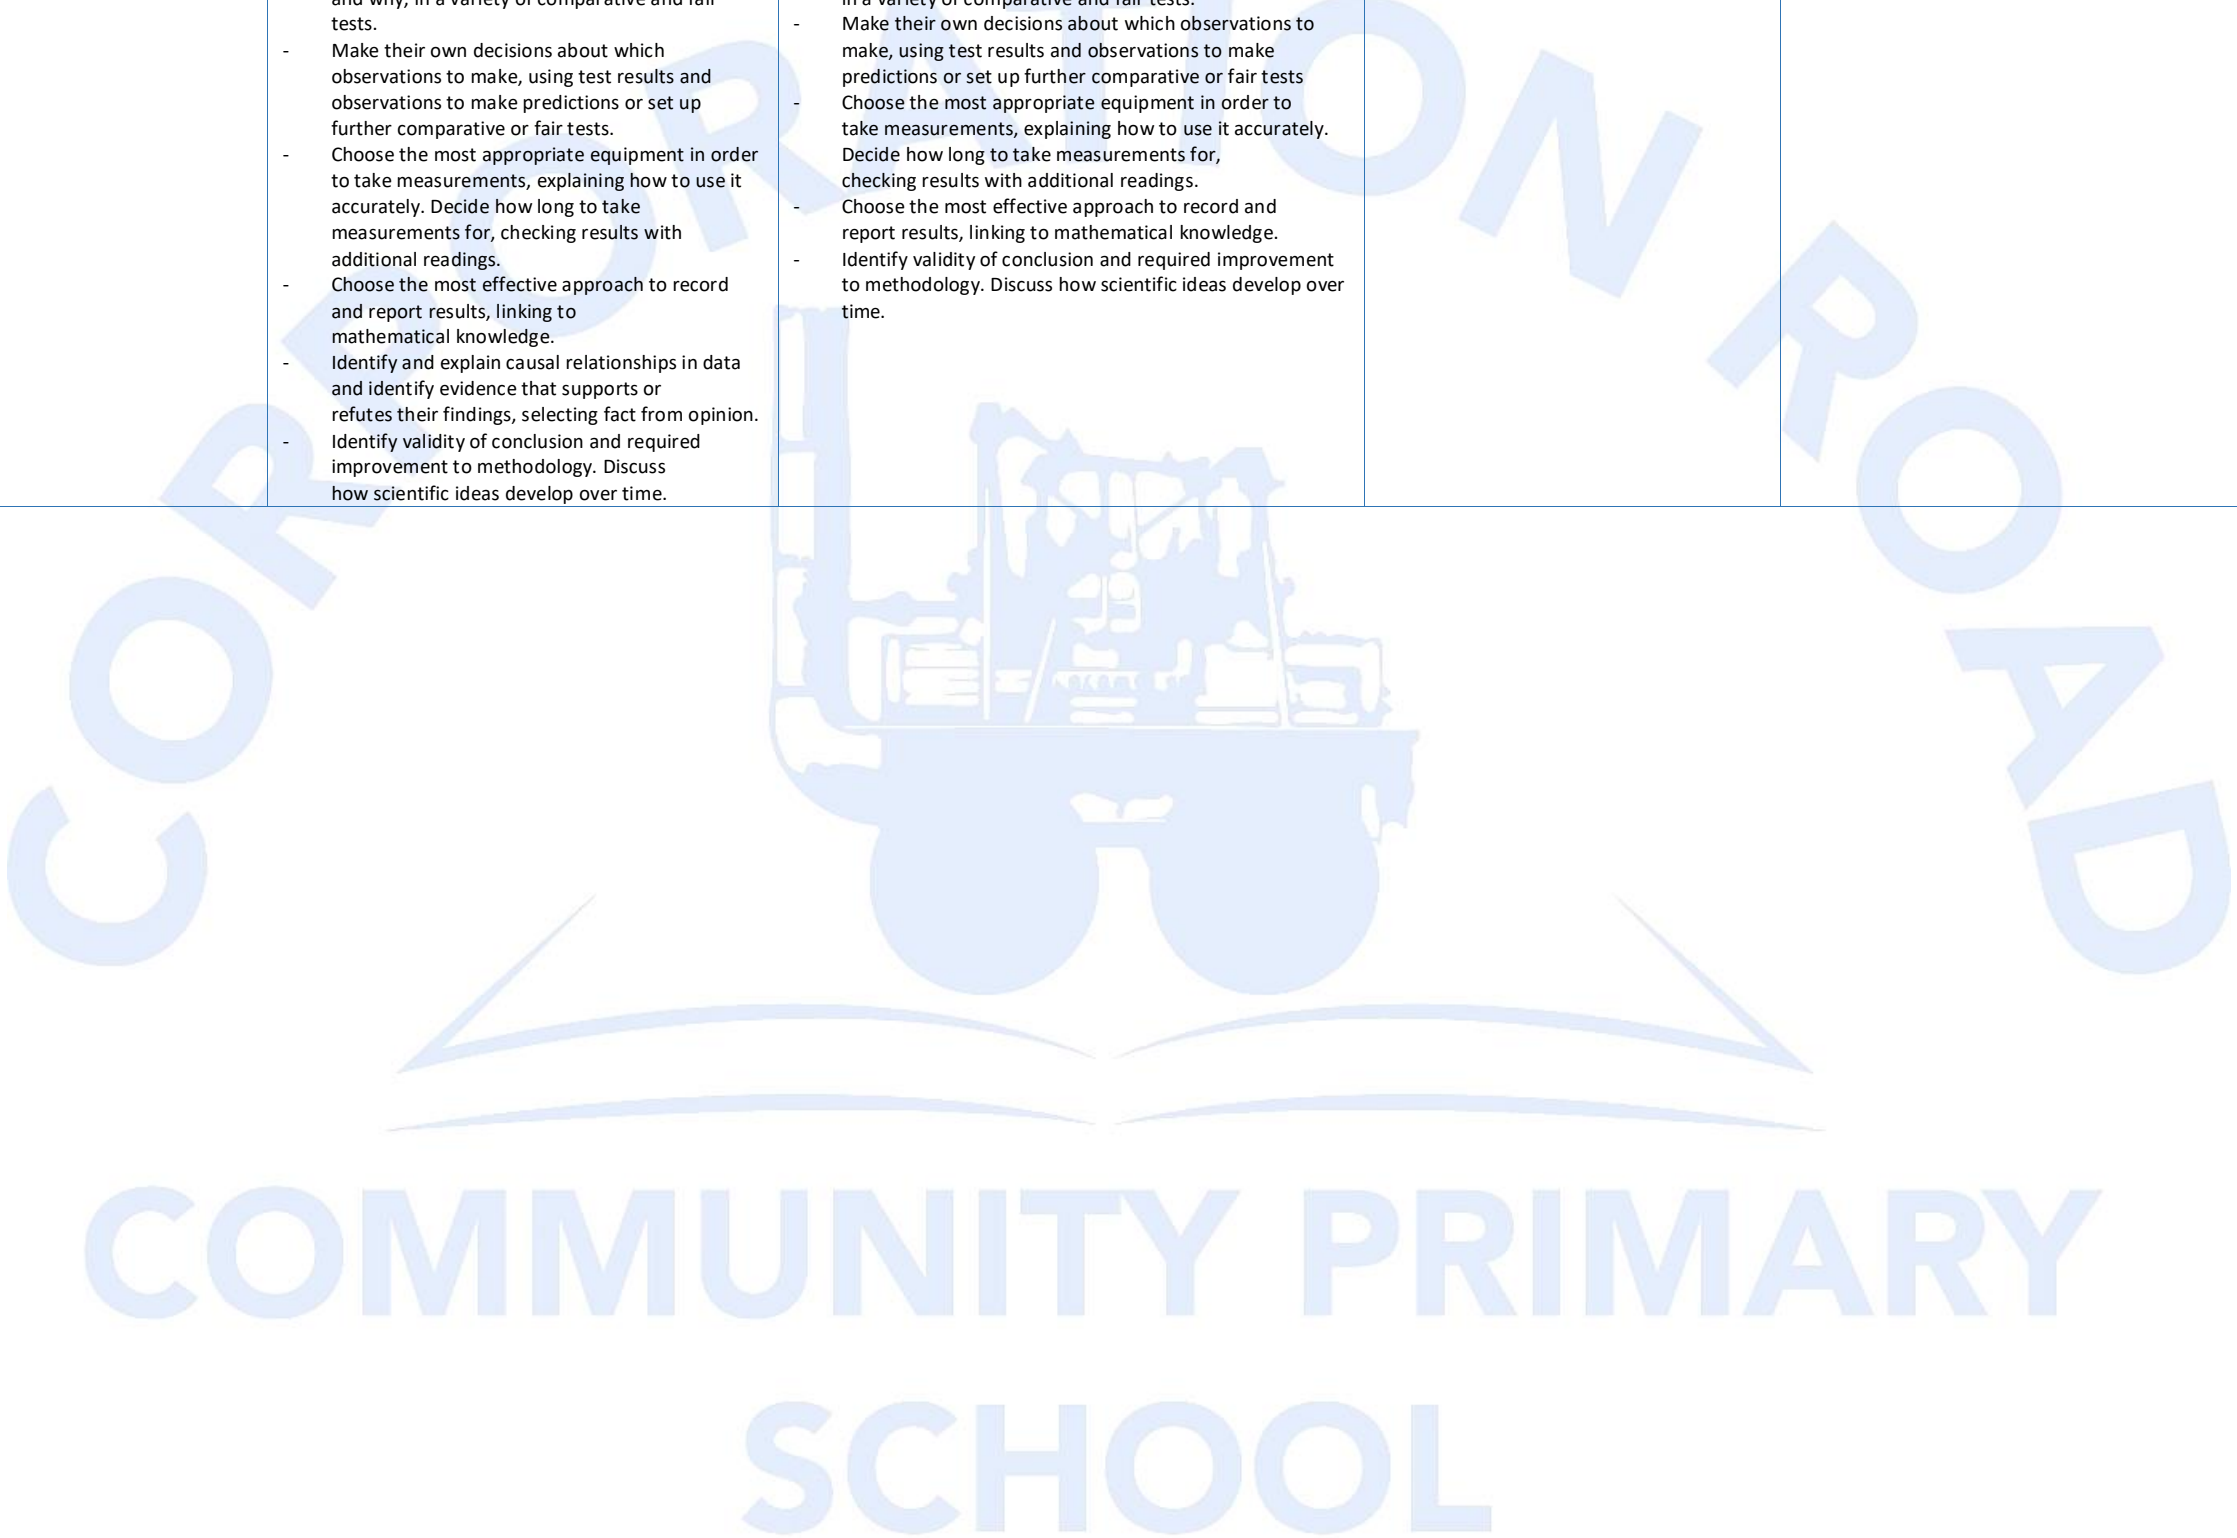 and why, in a variety of comparative and fair
tests.
- Make their own decisions about which
observations to make, using test results and
observations to make predictions or set up
further comparative or fair tests.
- Choose the most appropriate equipment in order
to take measurements, explaining how to use it
accurately. Decide how long to take
measurements for, checking results with
additional readings.
- Choose the most effective approach to record
and report results, linking to
mathematical knowledge.
- Identify and explain causal relationships in data
and identify evidence that supports or
refutes their findings, selecting fact from opinion.
- Identify validity of conclusion and required
improvement to methodology. Discuss
how scientific ideas develop over time.
in a variety of comparative and fair tests.
- Make their own decisions about which observations to
make, using test results and observations to make
predictions or set up further comparative or fair tests
- Choose the most appropriate equipment in order to
take measurements, explaining how to use it accurately.
Decide how long to take measurements for,
checking results with additional readings.
- Choose the most effective approach to record and
report results, linking to mathematical knowledge.
- Identify validity of conclusion and required improvement
to methodology. Discuss how scientific ideas develop over
time.
CORPORATION ROAD
COMMUNITY PRIMARY
SCHOOL